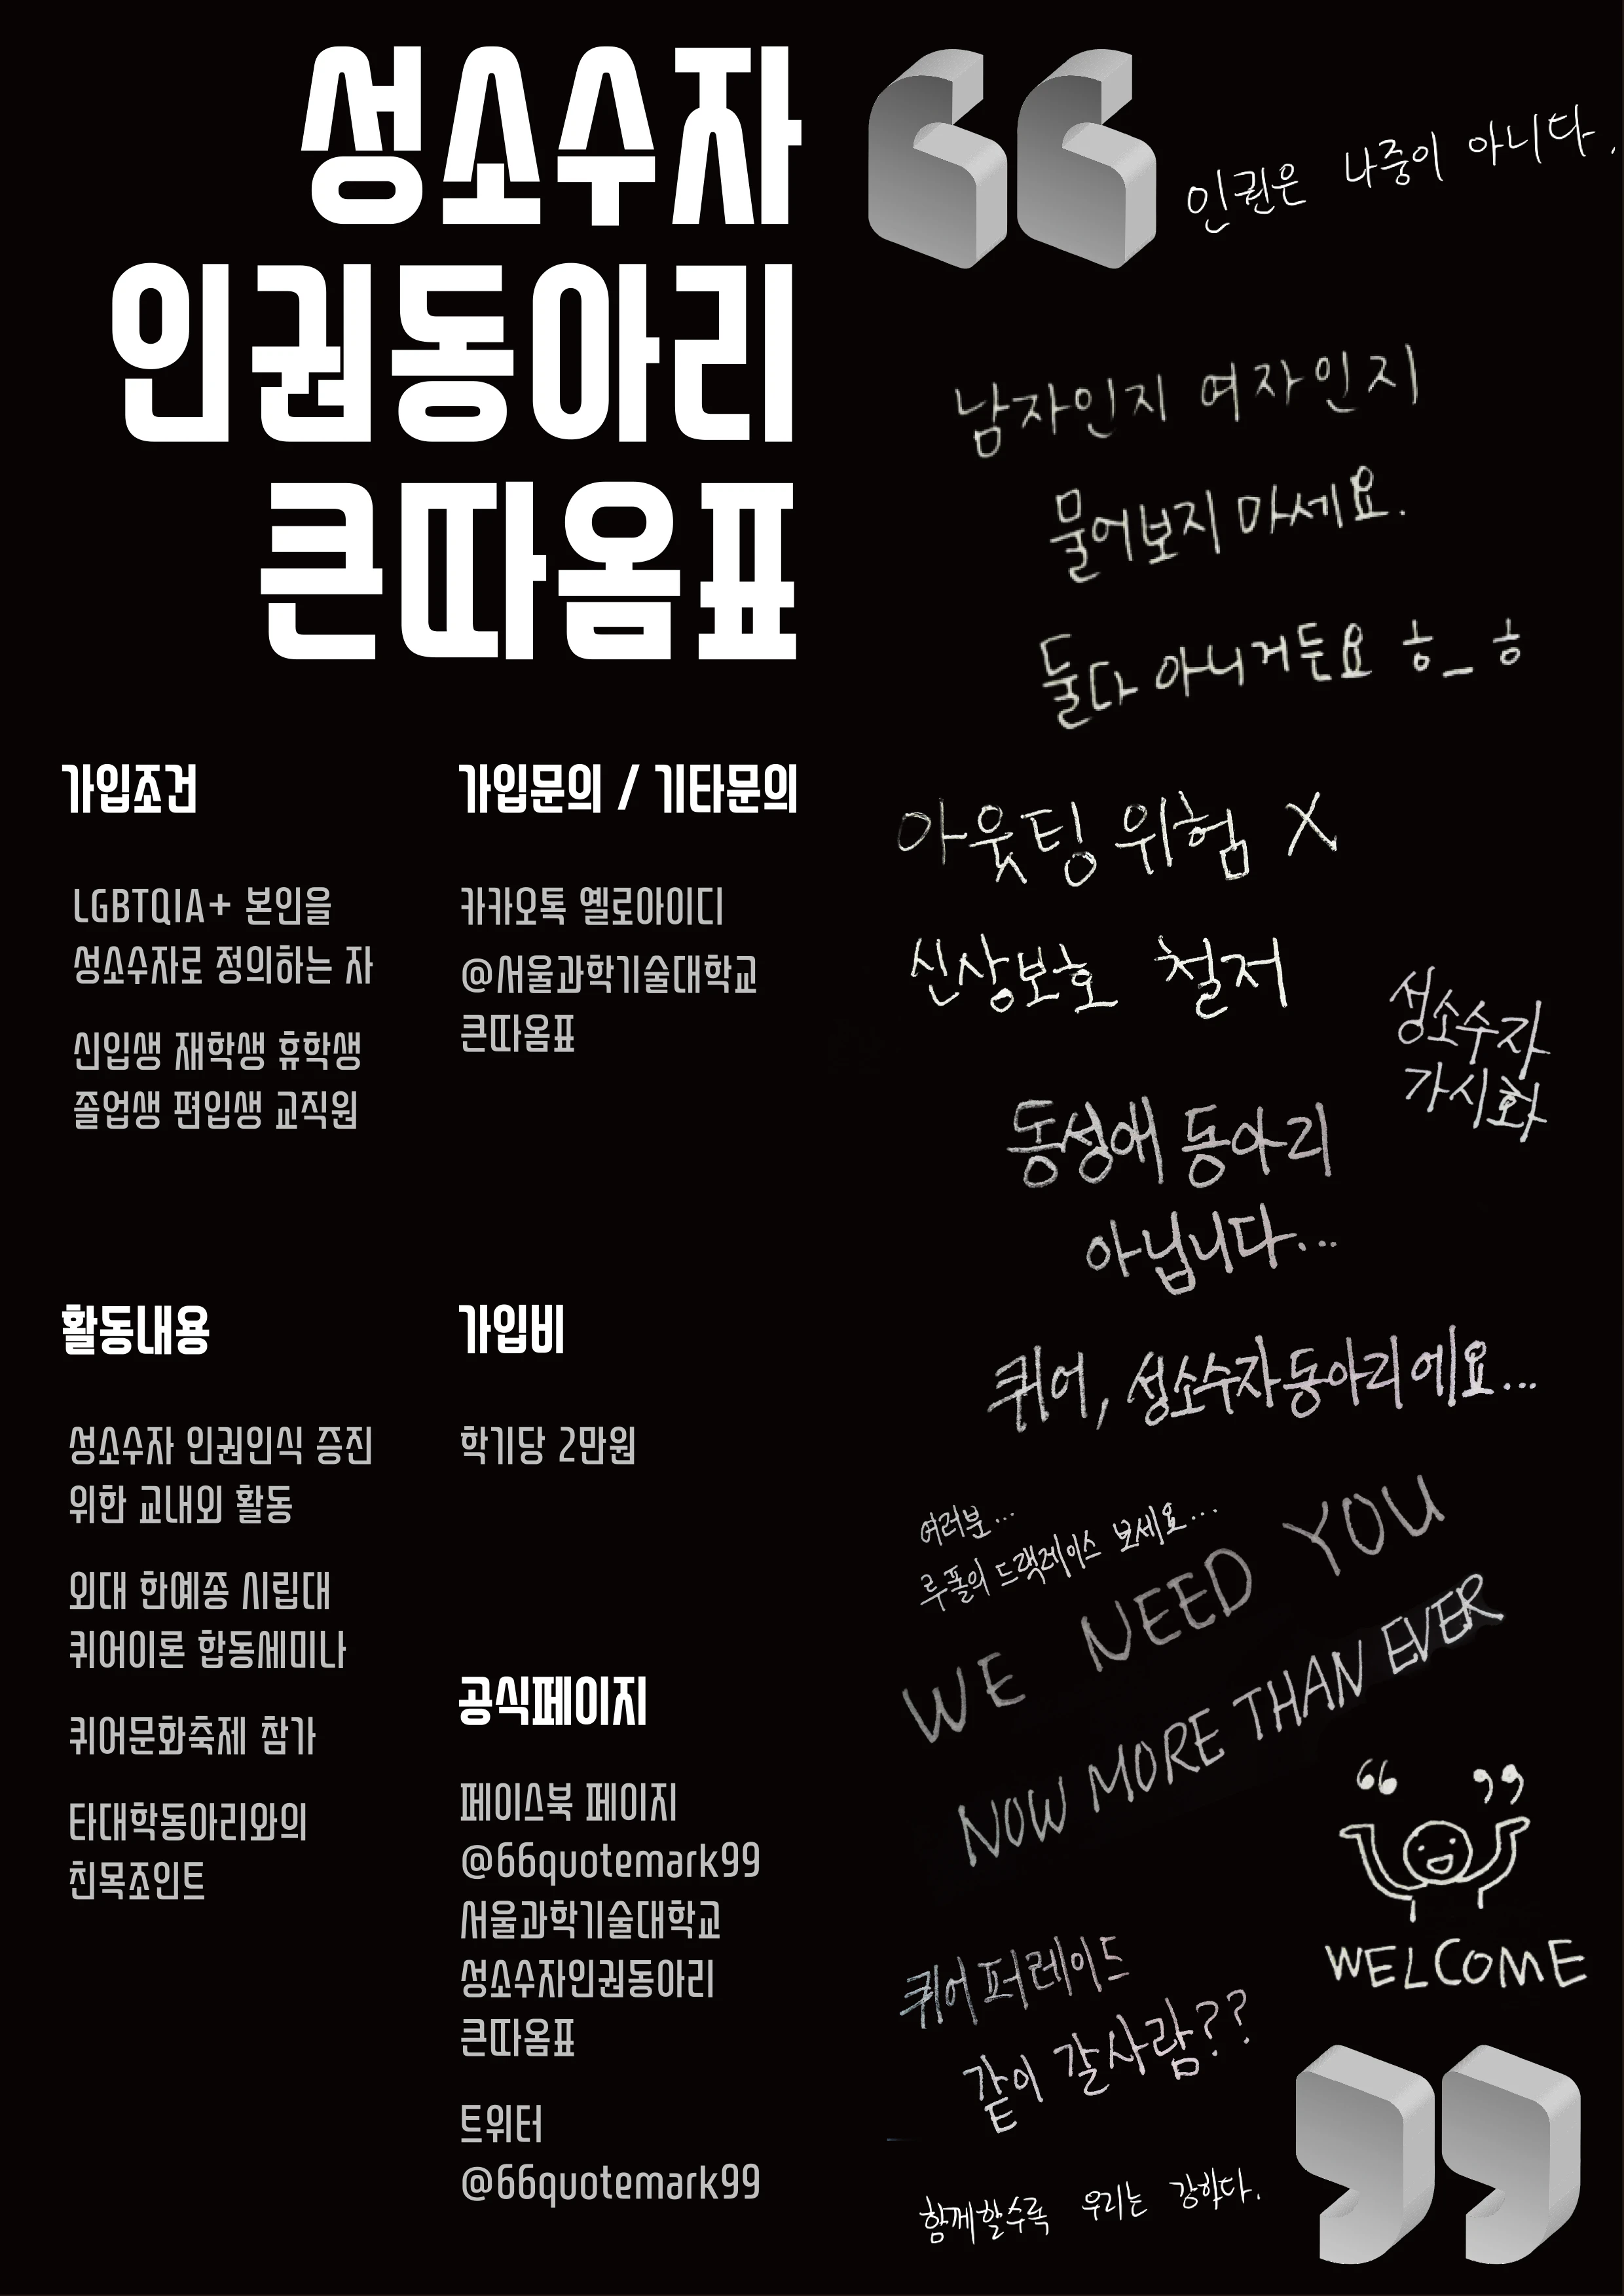 성소수자
인권동아리
큰따옴표
가입조건
LGBTQIA+ 본인을
성소수자로 정의하는 자
신입생 재학생 휴학생
졸업생 편입생 교직원
가입문의 / 기타문의
카카오톡 옐로아이디
@서울과학기술대학교
큰따옴표
활동내용
성소수자 인권인식 증진
위한 교내외 활동
외대 한예종 시립대
퀴어이론 합동세미나
퀴어문화축제 참가
타대학동아리와의
친목조인트
가입비
학기당 2만원
공식페이지
페이스북 페이지
@66quotemark99
서울과학기술대학교
성소수자인권동아리
큰따옴표
트위터
@66quotemark99
“
인권은 나중이 아니다.
남자인지 여자인지
물어보지 마세요.
둘다 아니거든요 ㅎ_ㅎ
아웃팅 위험 X
신상보호 철저
성소수자
가시화
동성애 동아리
아닙니다...
퀴어, 성소수자동아리에요...
여러분...
루폴의 드랙레이스 보세요...
WE NEED YOU
NOW MORE THAN EVER
“ ”
WELCOME
퀴어퍼레이드
같이 갈사람??
함께할수록 우리는 강하다.
”